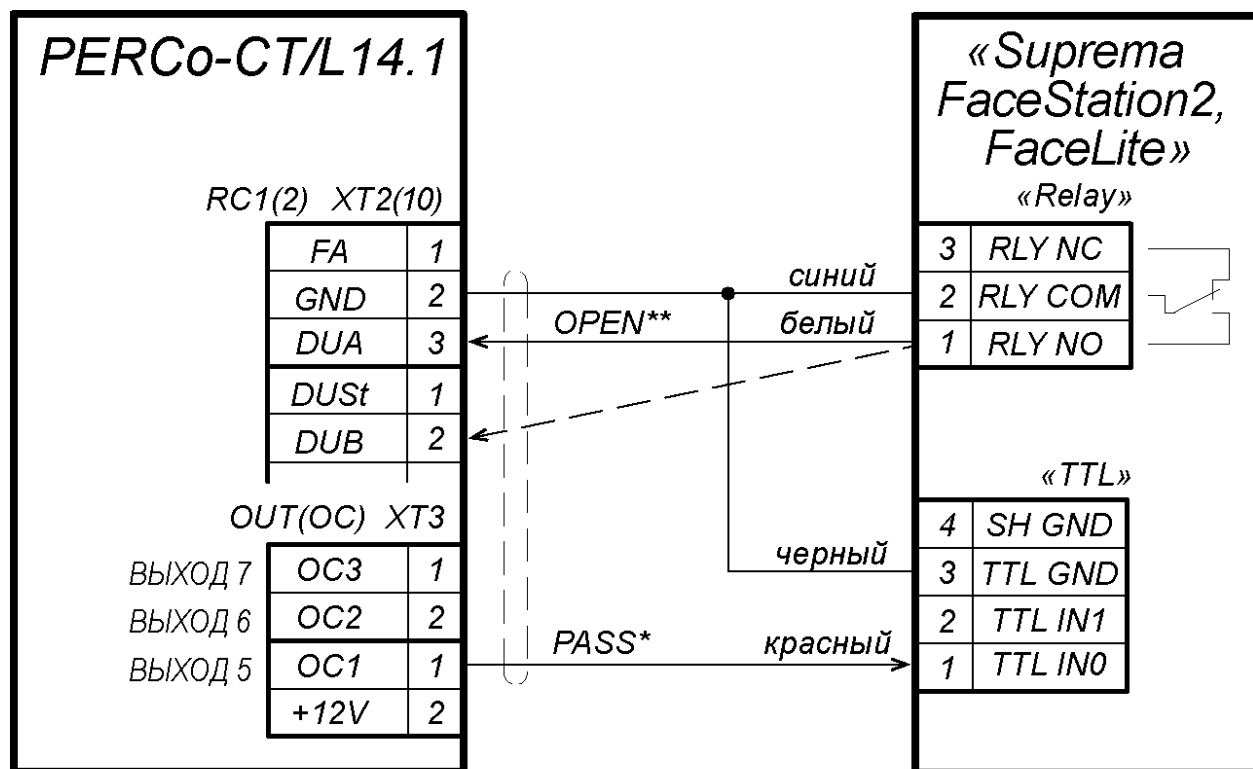 PERCo-CT/L14.1
«Suprema
FaceStation2,
FaceLite»
RC1(2) XT2(10)
«Relay»
FA 1
GND 2
DUA 3
DUSt 1
DUB 2
синий
OPEN** белый
3 RLY NC
2 RLY COM
1 RLY NO
OUT(OC) XT3
«TTL»
ВЫХОД 7 OC3 1
ВЫХОД 6 OC2 2
ВЫХОД 5 OC1 1
+12V 2
черный
PASS* красный
4 SH GND
3 TTL GND
2 TTL IN1
1 TTL IN0